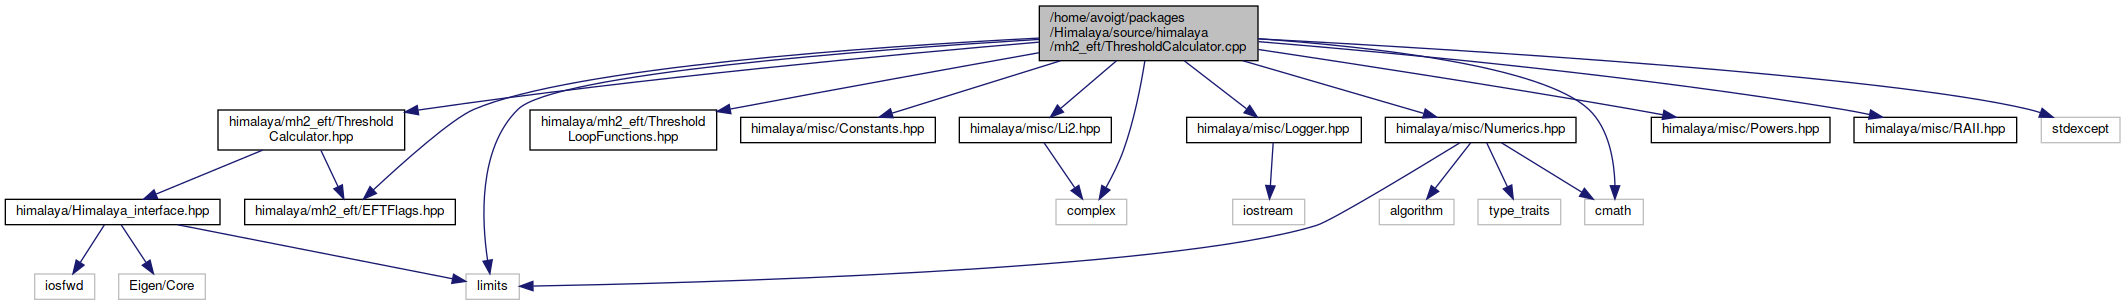 /home/avoigt/packages
/Himalaya/source/himalaya
/mh2_eft/ThresholdCalculator.cpp
himalaya/mh2_eft/Threshold
Calculator.hpp
himalaya/mh2_eft/Threshold
LoopFunctions.hpp
himalaya/misc/Constants.hpp
himalaya/misc/Li2.hpp
himalaya/misc/Logger.hpp
himalaya/misc/Numerics.hpp
himalaya/misc/Powers.hpp
himalaya/misc/RAII.hpp
stdexcept
himalaya/Himalaya_interface.hpp
himalaya/mh2_eft/EFTFlags.hpp
complex
iostream
algorithm
type_traits
cmath
iosfwd
Eigen/Core
limits